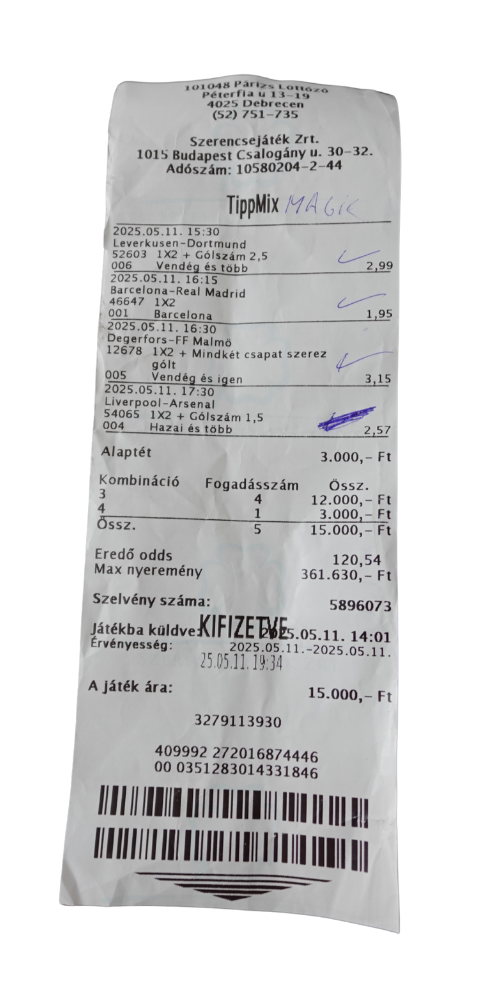 101048 Párizs Lottózó
Péterfia u 13-19
4025 Debrecen
(52) 751-735
Szerencsejáték Zrt.
1015 Budapest Csalogány u. 30-32.
Adószám: 10580204-2-44
TippMix MAGIC
2025.05.11. 15:30
Leverkusen-Dortmund
52603 1X2 + Gólszám 2,5
006 Vendég és több 2,99
2025.05.11. 16:15
Barcelona-Real Madrid
46647 1X2
001 Barcelona 1,95
2025.05.11. 16:30
Degerfors-FF Malmö
12678 1X2 + Mindkét csapat szerez
gólt
005 Vendég és igen 3,15
2025.05.11. 17:30
Liverpool-Arsenal
54065 1X2 + Gólszám 1,5
004 Hazai és több 2,57
Alaptét 3.000,- Ft
Kombináció Fogadásszám Össz.
3 4 12.000,- Ft
4 1 3.000,- Ft
Össz. 5 15.000,- Ft
Eredő odds 120,54
Max nyeremény 361.630,- Ft
Szelvény száma: 5896073
Játékba küldve: 2025.05.11. 14:01
KIFIZETVE
Érvényesség: 2025.05.11.-2025.05.11.
25.05.11. 19:34
A játék ára: 15.000,- Ft
3279113930
409992 272016874446
00 0351283014331846